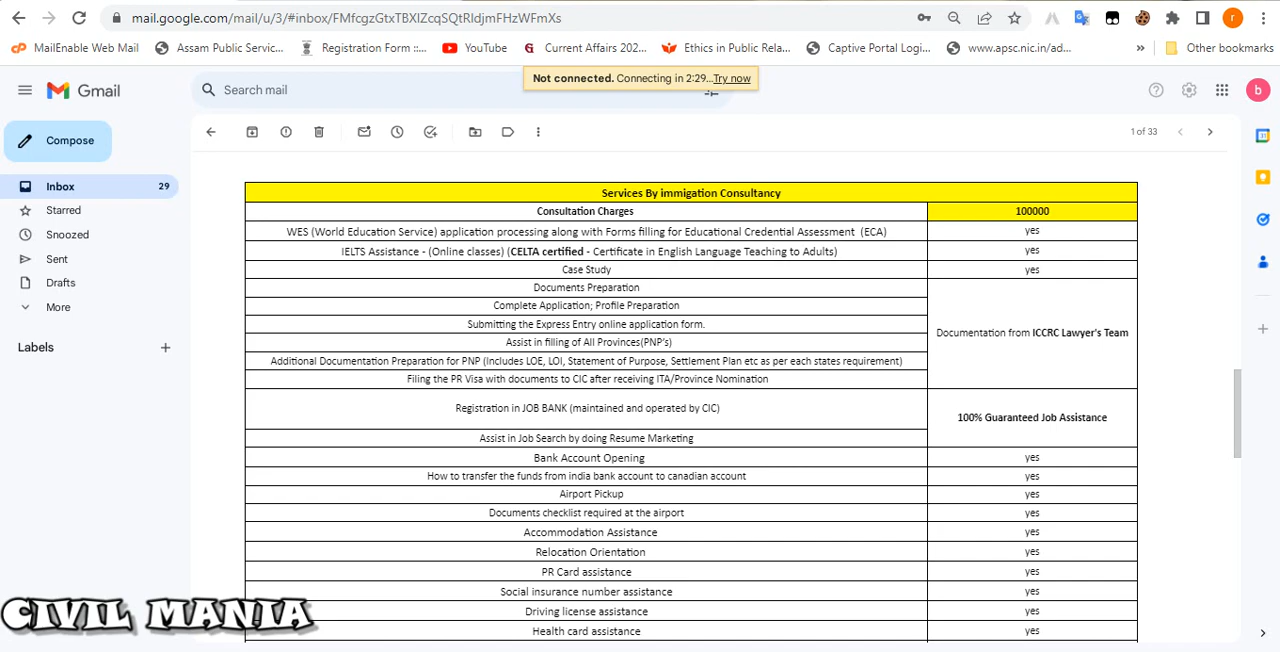 mail.google.com/mail/u/3/#inbox/FMfcgzGtxTBXlZcqSQtRldjmFHzWFmXs
r
MailEnable Web Mail
Assam Public Servic...
Registration Form ::...
YouTube
Current Affairs 202...
Ethics in Public Rela...
Captive Portal Logi...
www.apsc.nic.in/ad...
»
Other bookmarks
Not connected. Connecting in 2:29...Try now
Gmail
Search mail
b
Compose
1 of 33
Inbox 29
Starred
Snoozed
Sent
Drafts
More
Labels
Services By immigation Consultancy
Consultation Charges 100000
WES (World Education Service) application processing along with Forms filling for Educational Credential Assessment (ECA) yes
IELTS Assistance - (Online classes) (CELTA certified - Certificate in English Language Teaching to Adults) yes
Case Study yes
Documents Preparation
Complete Application; Profile Preparation
Submitting the Express Entry online application form.
Assist in filling of All Provinces(PNP's)
Additional Documentation Preparation for PNP (Includes LOE, LOI, Statement of Purpose, Settlement Plan etc as per each states requirement)
Filing the PR Visa with documents to CIC after receiving ITA/Province Nomination
Documentation from ICCRC Lawyer's Team
Registration in JOB BANK (maintained and operated by CIC)
Assist in Job Search by doing Resume Marketing
100% Guaranteed Job Assistance
Bank Account Opening yes
How to transfer the funds from india bank account to canadian account yes
Airport Pickup yes
Documents checklist required at the airport yes
Accommodation Assistance yes
Relocation Orientation yes
PR Card assistance yes
Social insurance number assistance yes
Driving license assistance yes
Health card assistance yes
CIVIL MANIA